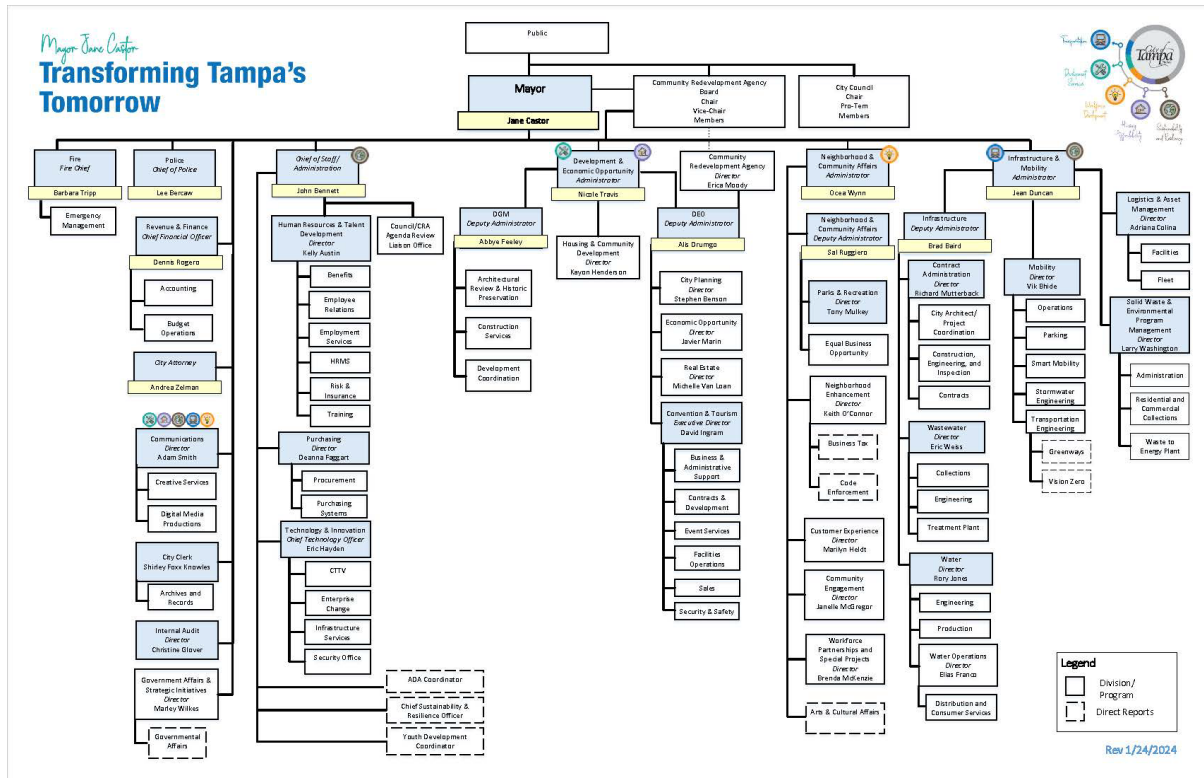 Mayor Jane Castor
Transforming Tampa's
Tomorrow
Public
Mayor
Jane Castor
Community Redevelopment Agency
Board
Chair
Vice-Chair
Members
City Council
Chair
Pro-Tem
Members
Transportation
Development
Services
Workforce
Development
Housing
Affordability
Sustainability
and Resiliency
City of
Tampa
Fire
Fire Chief
Barbara Tripp
Emergency
Management
Police
Chief of Police
Lee Bercaw
Revenue & Finance
Chief Financial Officer
Dennis Rogero
Accounting
Budget
Operations
City Attorney
Andrea Zelman
Communications
Director
Adam Smith
Creative Services
Digital Media
Productions
City Clerk
Shirley Foxx Knowles
Archives and
Records
Internal Audit
Director
Christine Glover
Government Affairs &
Strategic Initiatives
Director
Marley Wilkes
Governmental
Affairs
Chief of Staff/
Administration
John Bennett
Council/CRA
Agenda Review
Liaison Office
Human Resources & Talent
Development
Director
Kelly Austin
Benefits
Employee
Relations
Employment
Services
HRMS
Risk &
Insurance
Training
Purchasing
Director
Deanna Faggart
Procurement
Purchasing
Systems
Technology & Innovation
Chief Technology Officer
Eric Hayden
CTTV
Enterprise
Change
Infrastructure
Services
Security Office
ADA Coordinator
Chief Sustainability &
Resilience Officer
Youth Development
Coordinator
Development &
Economic Opportunity
Administrator
Nicole Travis
DGM
Deputy Administrator
Abbye Feeley
Architectural
Review & Historic
Preservation
Construction
Services
Development
Coordination
Housing & Community
Development
Director
Kayon Henderson
Community
Redevelopment Agency
Director
Erica Moody
DEO
Deputy Administrator
Alis Drumgo
City Planning
Director
Stephen Benson
Economic Opportunity
Director
Javier Marin
Real Estate
Director
Michelle Van Loan
Convention & Tourism
Executive Director
David Ingram
Business &
Administrative
Support
Contracts &
Development
Event Services
Facilities
Operations
Sales
Security & Safety
Neighborhood &
Community Affairs
Administrator
Ocea Wynn
Neighborhood &
Community Affairs
Deputy Administrator
Sal Ruggiero
Parks & Recreation
Director
Tony Mulkey
Equal Business
Opportunity
Neighborhood
Enhancement
Director
Keith O'Connor
Business Tax
Code
Enforcement
Customer Experience
Director
Marilyn Heldt
Community
Engagement
Director
Janelle McGregor
Workforce
Partnerships and
Special Projects
Director
Brenda McKenzie
Arts & Cultural Affairs
Infrastructure &
Mobility
Administrator
Jean Duncan
Infrastructure
Deputy Administrator
Brad Baird
Contract
Administration
Director
Richard Mutterback
City Architect/
Project
Coordination
Construction,
Engineering, and
Inspection
Contracts
Wastewater
Director
Eric Weiss
Collections
Engineering
Treatment Plant
Water
Director
Rory Jones
Engineering
Production
Water Operations
Director
Elias Franco
Distribution and
Consumer Services
Mobility
Director
Vik Bhide
Operations
Parking
Smart Mobility
Stormwater
Engineering
Transportation
Engineering
Greenways
Vision Zero
Logistics & Asset
Management
Director
Adriana Colina
Facilities
Fleet
Solid Waste &
Environmental
Program
Management
Director
Larry Washington
Administration
Residential and
Commercial
Collections
Waste to
Energy Plant
Legend
Division/
Program
Direct Reports
Rev 1/24/2024